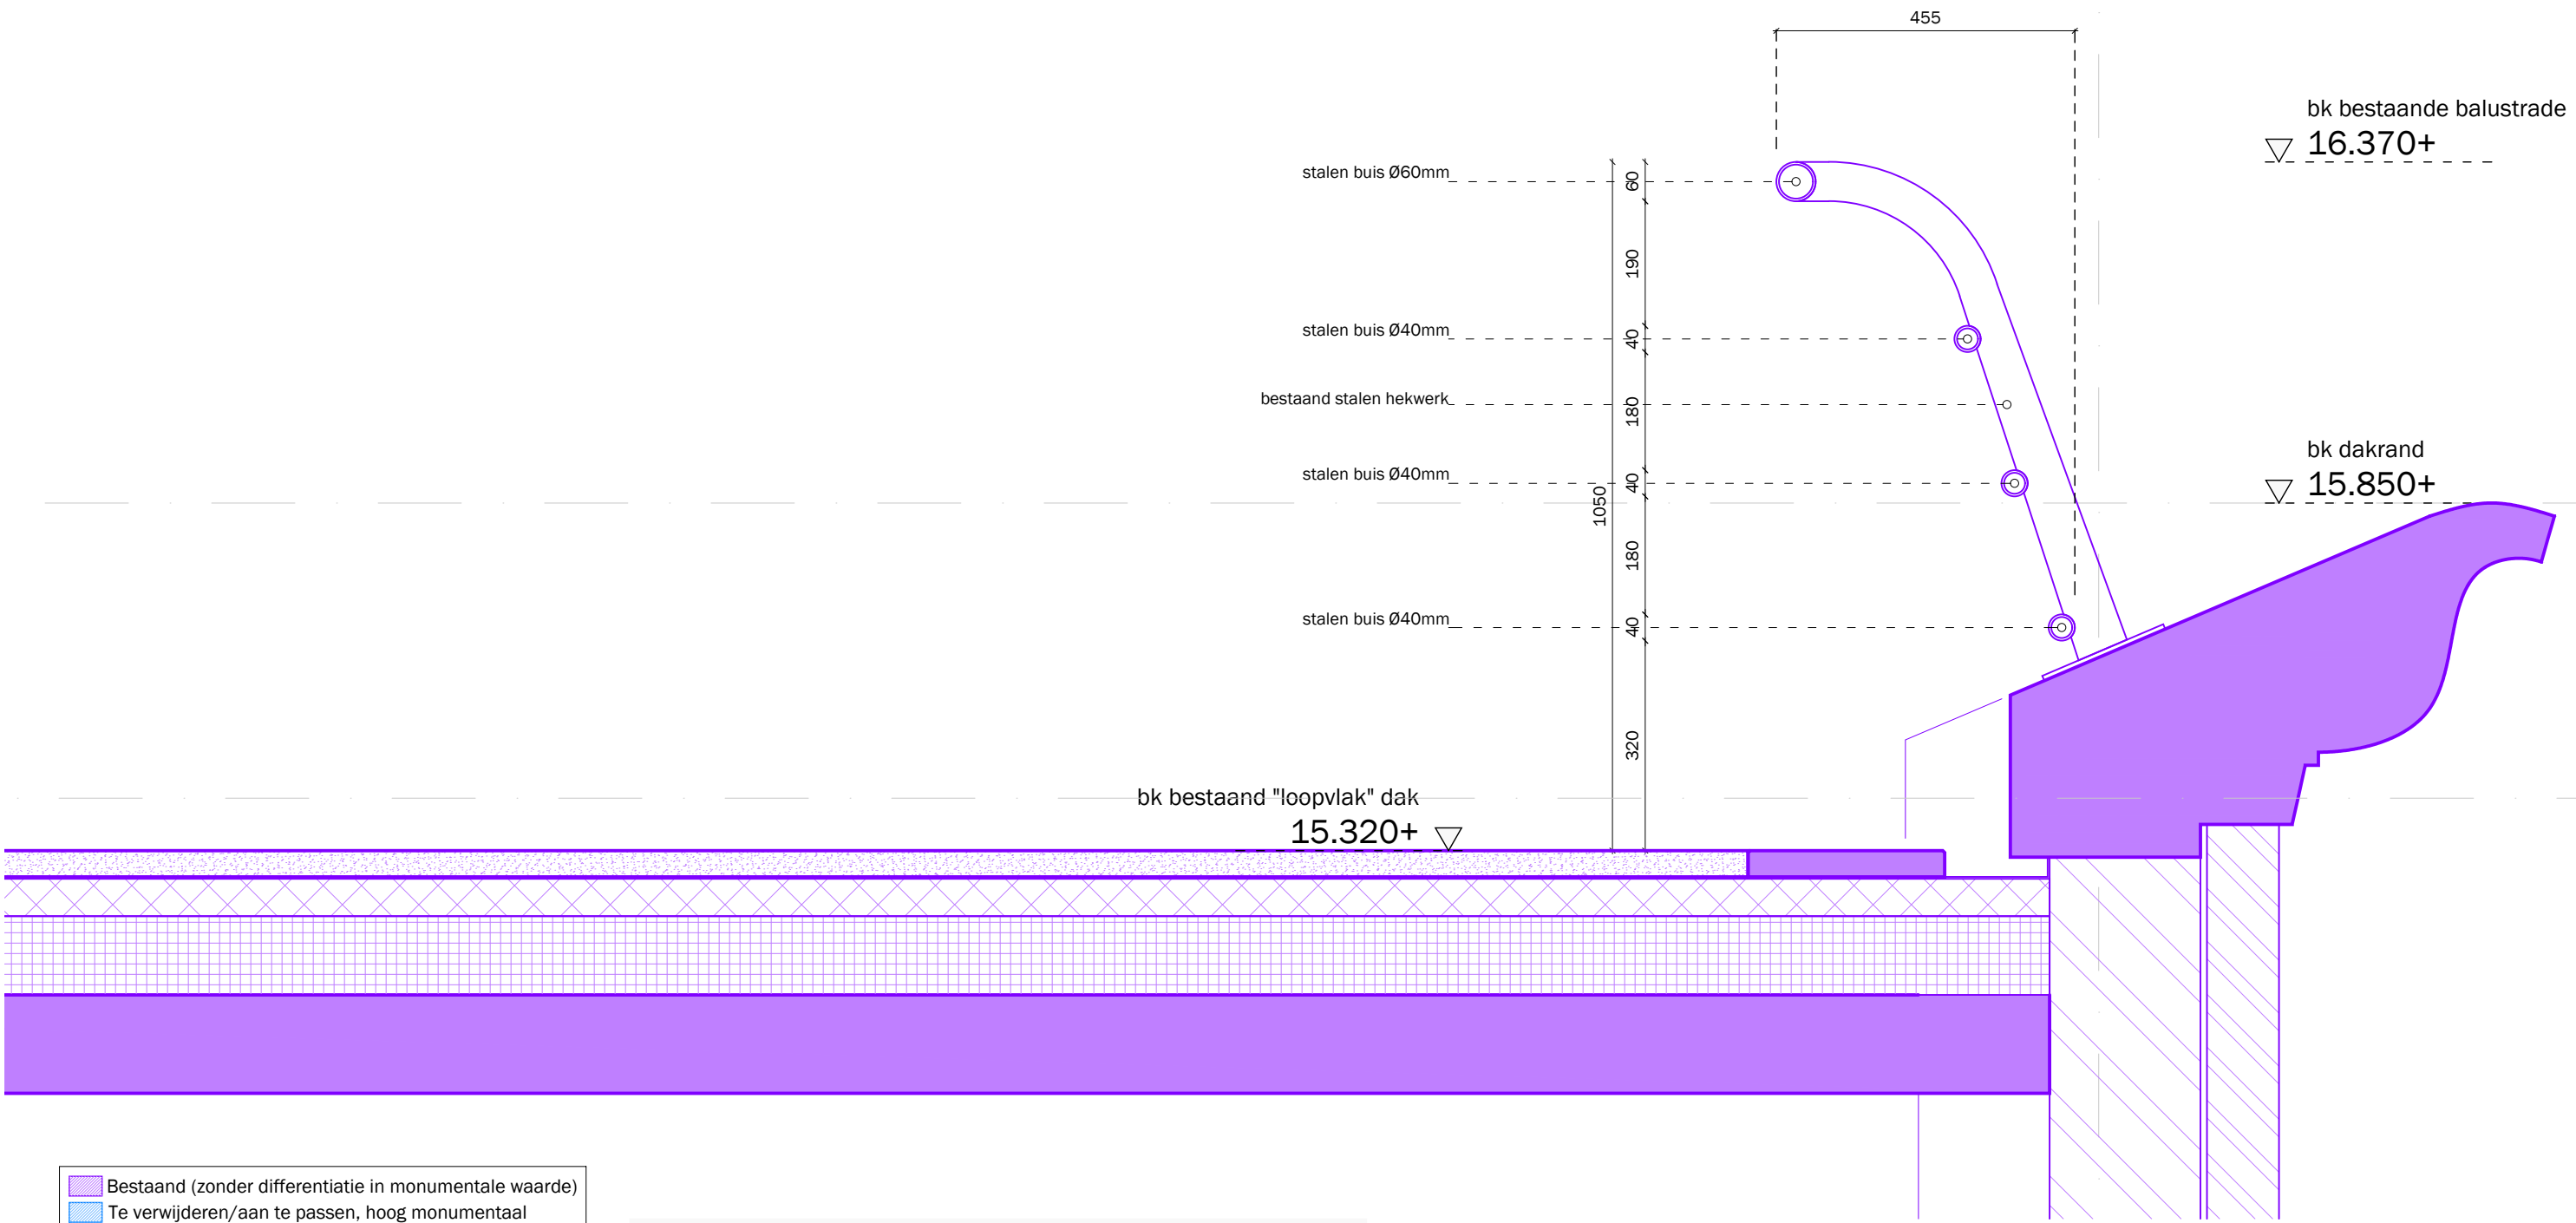 455
bk bestaande balustrade
16.370+
stalen buis Ø60mm
60
190
stalen buis Ø40mm
40
bestaand stalen hekwerk
180
bk dakrand
15.850+
stalen buis Ø40mm
40
1050
180
stalen buis Ø40mm
40
320
bk bestaand "loopvlak" dak
15.320+
Bestaand (zonder differentiatie in monumentale waarde)
Te verwijderen/aan te passen, hoog monumentaal